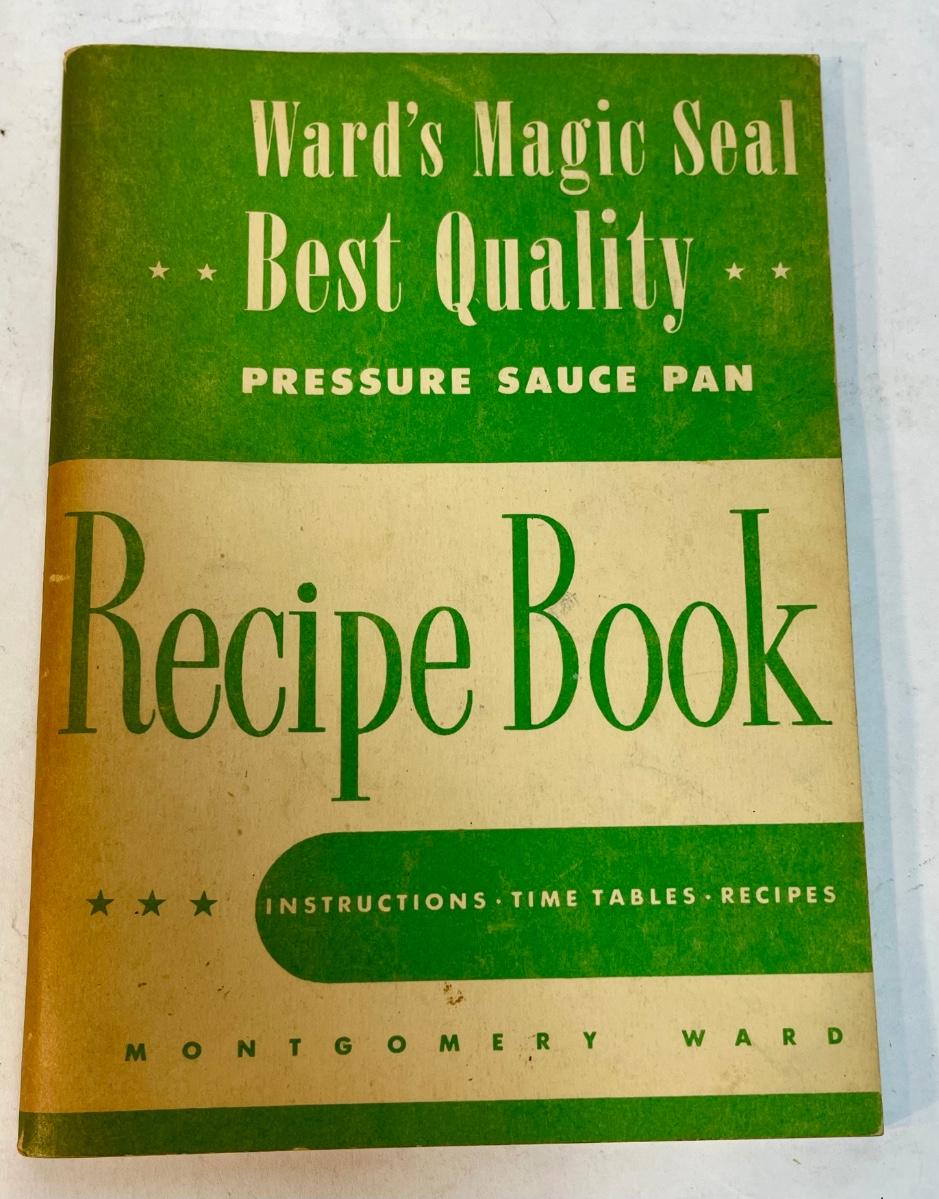 Ward's Magic Seal
★ ★ Best Quality ★ ★
PRESSURE SAUCE PAN
Recipe Book
★ ★ ★ INSTRUCTIONS · TIME TABLES · RECIPES
MONTGOMERY WARD